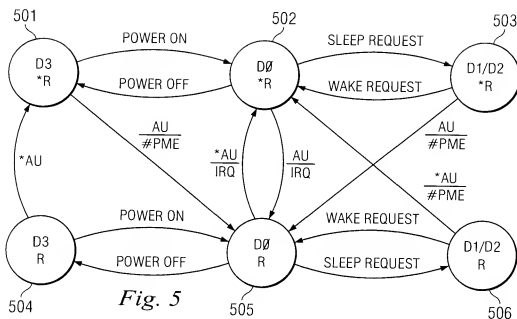 501
502
503
POWER ON
SLEEP REQUEST
D3
*R
DØ
*R
D1/D2
*R
POWER OFF
WAKE REQUEST
*AU
AU
#PME
*AU
IRQ
AU
IRQ
AU
#PME
*AU
#PME
POWER ON
WAKE REQUEST
D3
R
DØ
R
D1/D2
R
POWER OFF
SLEEP REQUEST
504
Fig. 5
505
506